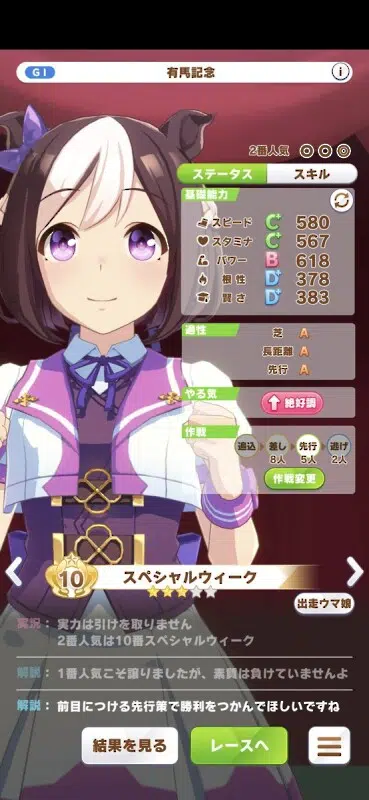 GI
有馬記念
i
2番人気 ◎ ◎ ◎
ステータス スキル
基礎能力
スピード C+ 580
スタミナ C+ 567
パワー B 618
根性 D+ 378
賢さ D+ 383
適性
芝 A
長距離 A
先行 A
やる気 絶好調
作戦
追込 差し 先行 逃げ
8人 5人 2人
作戦変更
10 スペシャルウィーク
出走ウマ娘
実況： 実力は引けを取りません
2番人気は10番スペシャルウィーク
解説： 1番人気こそ譲りましたが、素質は負けていませんよ
解説： 前目につける先行策で勝利をつかんでほしいですね
結果を見る レースへ